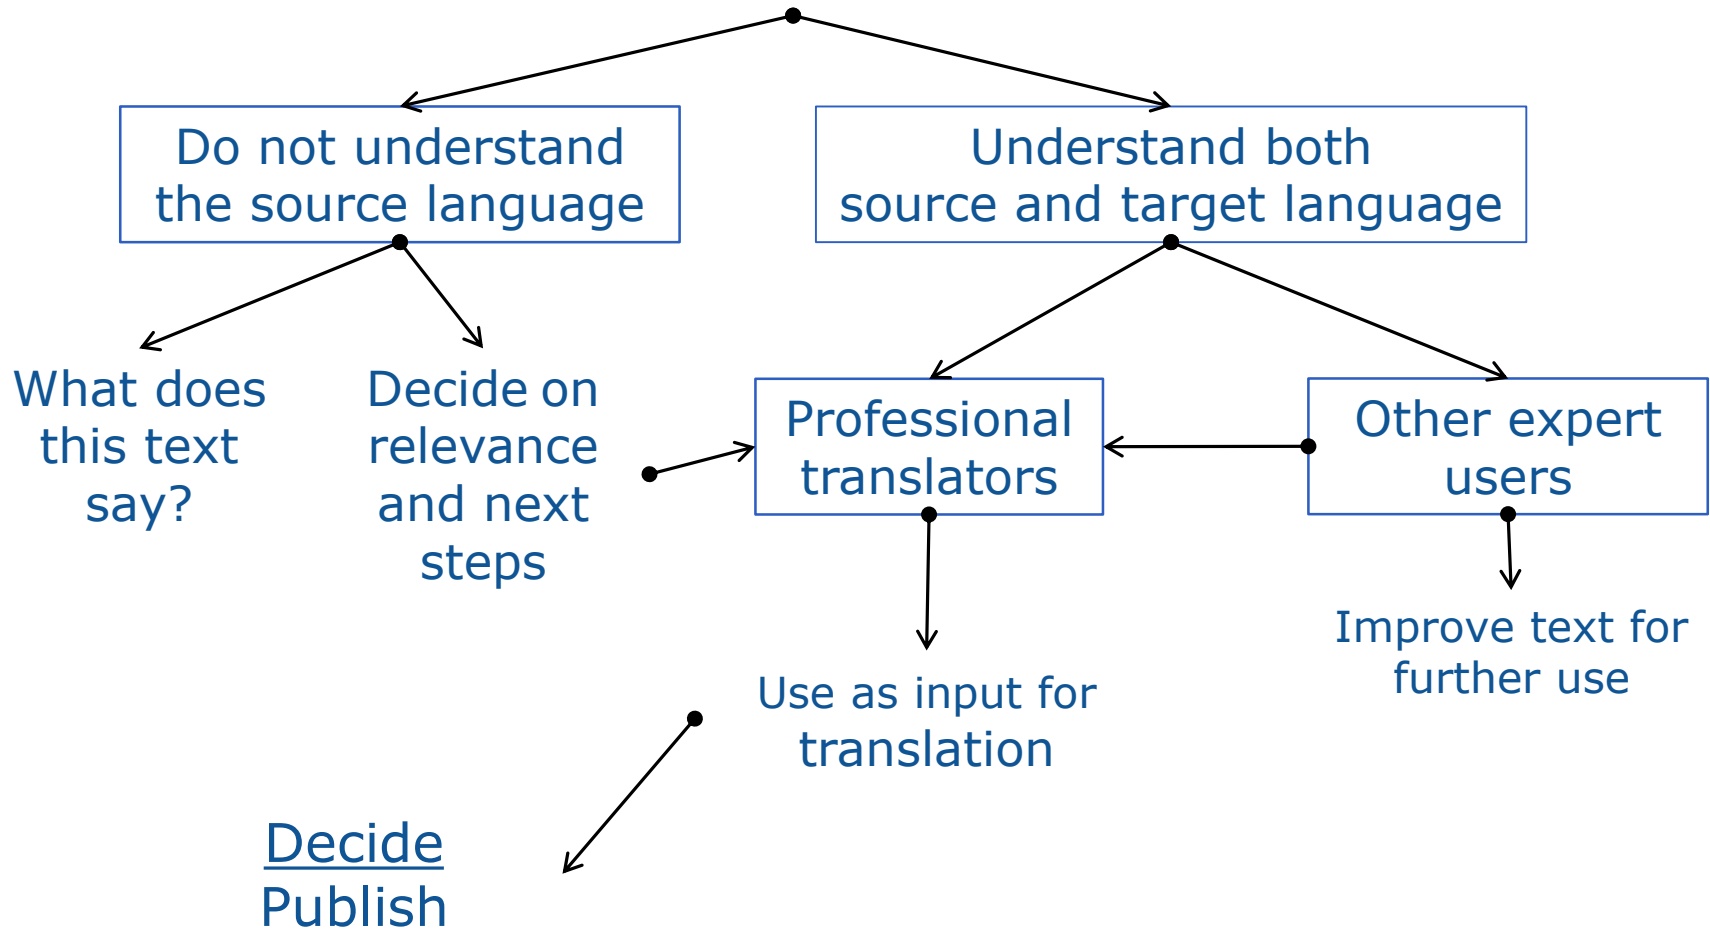 Do not understand
the source language
Understand both
source and target language
What does
this text
say?
Decide on
relevance
and next
steps
Professional
translators
Other expert
users
Use as input for
translation
Improve text for
further use
Decide
Publish